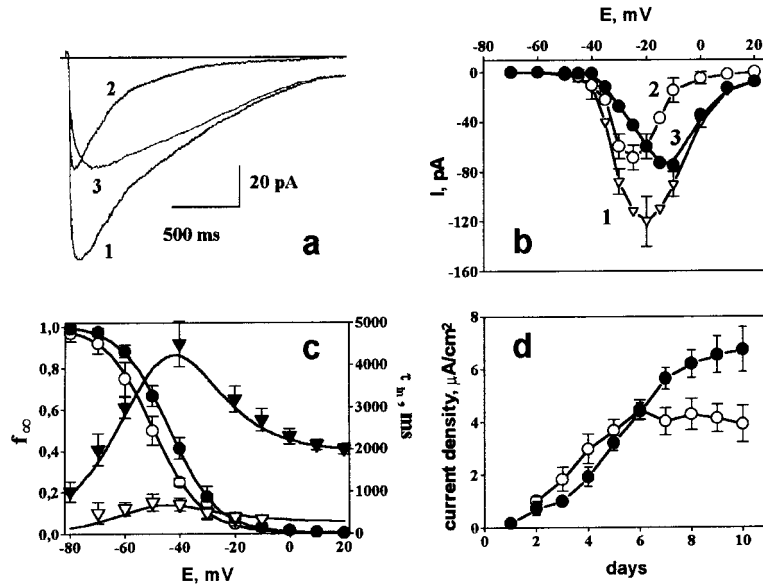 2
3
1
20 pA
500 ms
a
E, mV
-80 -60 -40 -20 0 20
0
-40
-80
-120
-160
I, pA
2
3
1
b
1,0
0,8
0,6
0,4
0,2
0,0
f∞
5000
4000
3000
2000
1000
0
τin, ms
c
-80 -60 -40 -20 0 20
E, mV
8
6
4
2
0
current density, µA/cm²
d
0 2 4 6 8 10
days